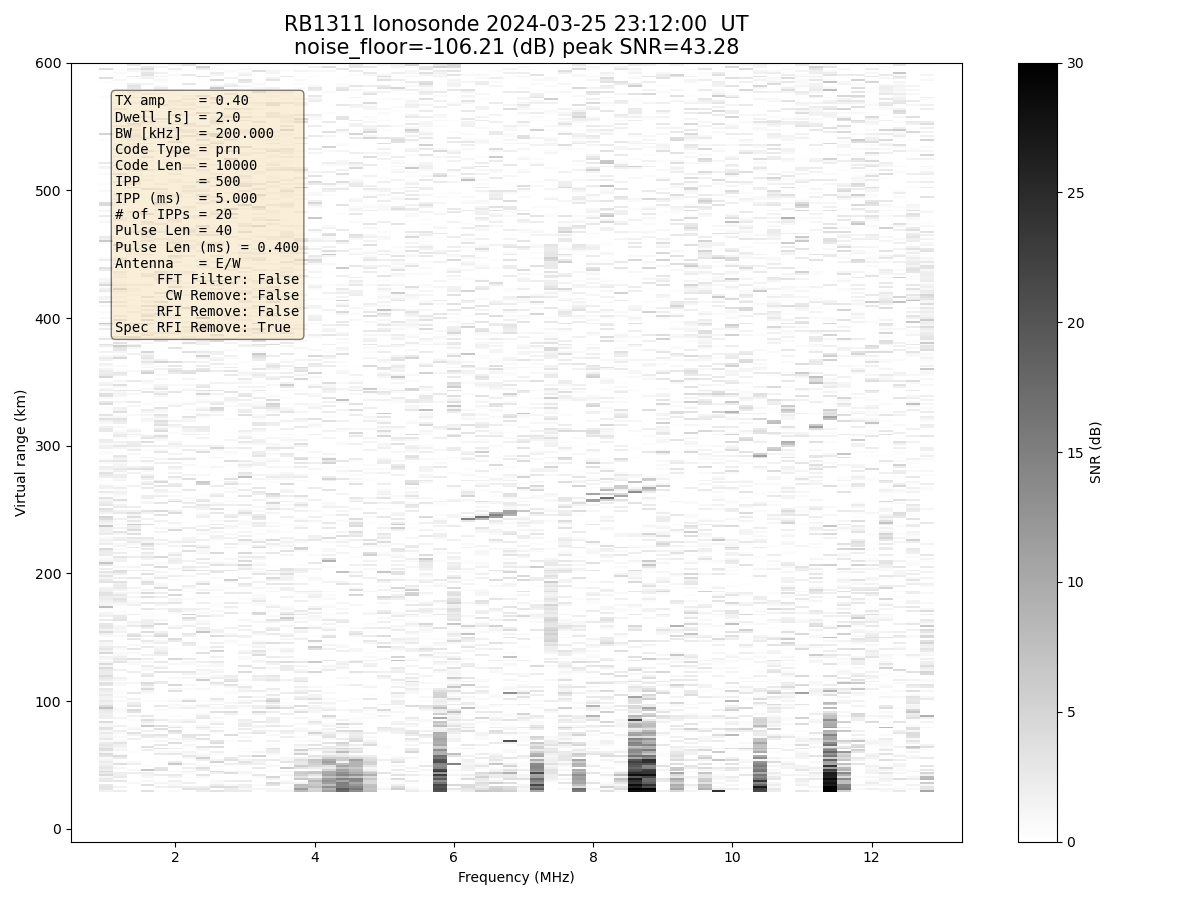 RB1311 Ionosonde 2024-03-25 23:12:00  UT
noise_floor=-106.21 (dB) peak SNR=43.28
TX amp    = 0.40
Dwell [s] = 2.0
BW [kHz]  = 200.000
Code Type = prn
Code Len  = 10000
IPP       = 500
IPP (ms)  = 5.000
# of IPPs = 20
Pulse Len = 40
Pulse Len (ms) = 0.400
Antenna   = E/W
FFT Filter: False
CW Remove: False
RFI Remove: False
Spec RFI Remove: True
600
500
400
300
200
100
0
Virtual range (km)
2 4 6 8 10 12
Frequency (MHz)
30
25
20
15
10
5
0
SNR (dB)